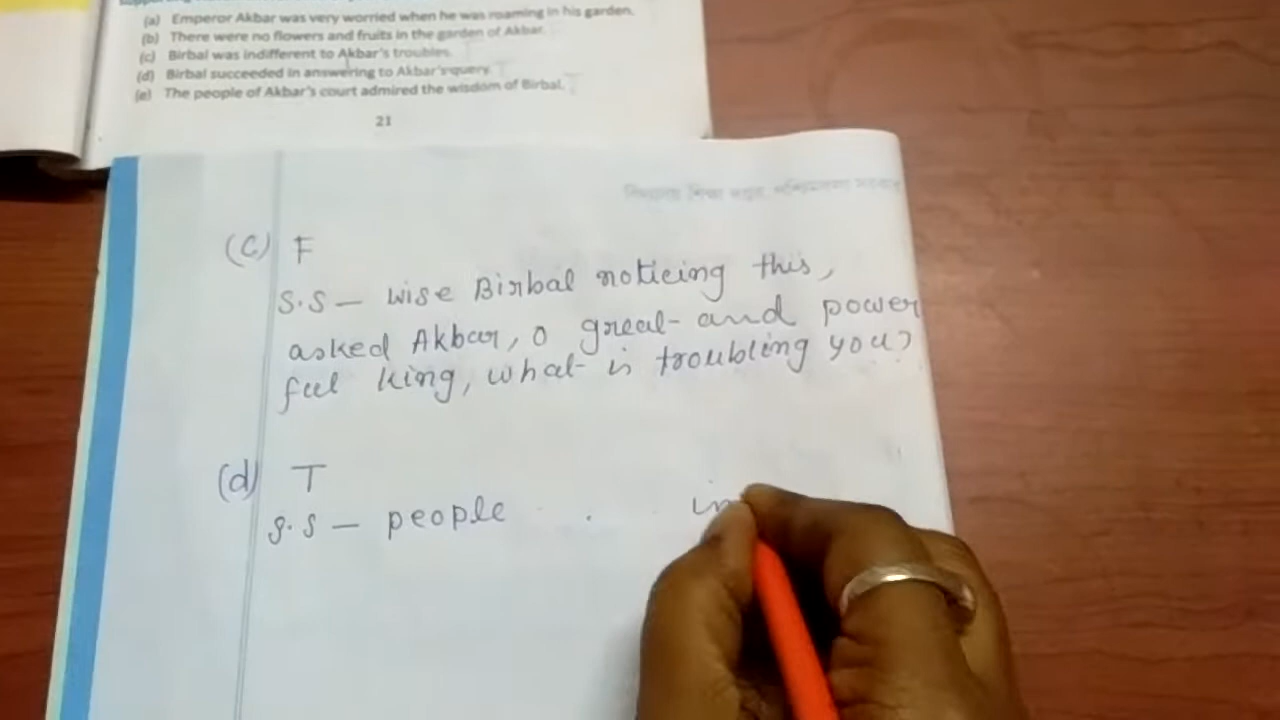 (a) Emperor Akbar was very worried when he was roaming in his garden.
(b) There were no flowers and fruits in the garden of Akbar.
(c) Birbal was indifferent to Akbar's troubles.
(d) Birbal succeeded in answering to Akbar's query.
(e) The people of Akbar's court admired the wisdom of Birbal.
21
(c) F
S.S — wise Birbal noticing this,
asked Akbar, o great and power
ful king, what is troubling you?
(d) T
S.S — people in